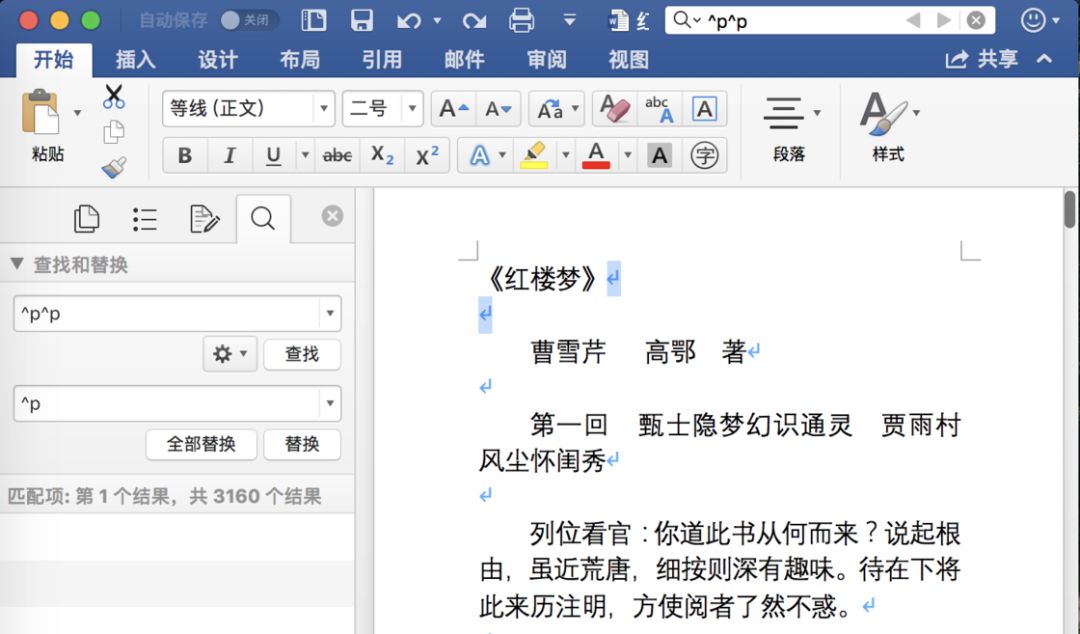 自动保存 关闭 红 ^p^p
开始 插入 设计 布局 引用 邮件 审阅 视图 共享
粘贴 等线 (正文) 二号 A A Aa A abc A A 段落 样式
B I U abc X₂ X² A A A 字
查找和替换
^p^p
查找
^p
全部替换 替换
匹配项: 第 1 个结果，共 3160 个结果
《红楼梦》
曹雪芹 高鄂 著
第一回 甄士隐梦幻识通灵 贾雨村
风尘怀闺秀
列位看官：你道此书从何而来？说起根
由，虽近荒唐，细按则深有趣味。待在下将
此来历注明，方使阅者了然不惑。